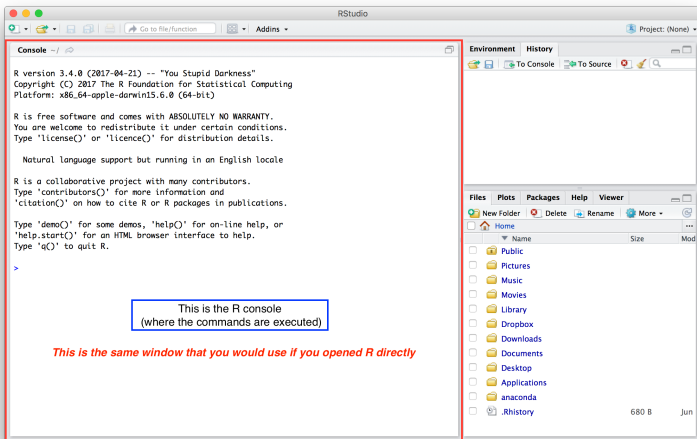 RStudio
Go to file/function
Addins
Project: (None)
Console ~/
R version 3.4.0 (2017-04-21) -- "You Stupid Darkness"
Copyright (C) 2017 The R Foundation for Statistical Computing
Platform: x86_64-apple-darwin15.6.0 (64-bit)
R is free software and comes with ABSOLUTELY NO WARRANTY.
You are welcome to redistribute it under certain conditions.
Type 'license()' or 'licence()' for distribution details.
Natural language support but running in an English locale
R is a collaborative project with many contributors.
Type 'contributors()' for more information and
'citation()' on how to cite R or R packages in publications.
Type 'demo()' for some demos, 'help()' for on-line help, or
'help.start()' for an HTML browser interface to help.
Type 'q()' to quit R.
>
This is the R console
(where the commands are executed)
This is the same window that you would use if you opened R directly
Environment History
To Console To Source
Files Plots Packages Help Viewer
New Folder Delete Rename More
Home
Name Size Mod
Public
Pictures
Music
Movies
Library
Dropbox
Downloads
Documents
Desktop
Applications
anaconda
.Rhistory 680 B Jun